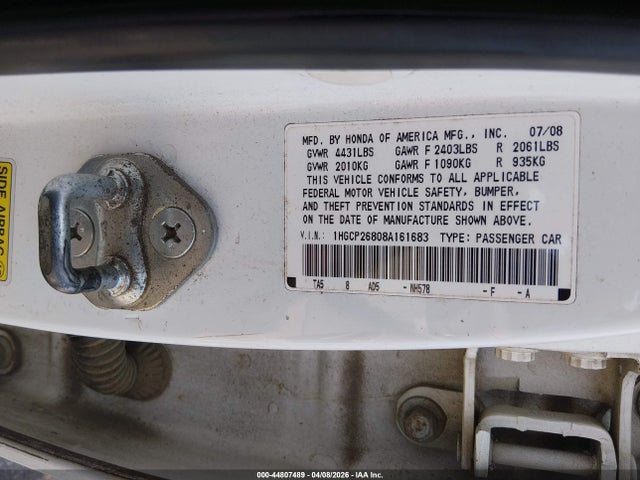 MFD. BY HONDA OF AMERICA MFG., INC. 07/08
GVWR 4431LBS GAWR F 2403LBS R 2061LBS
GVWR 2010KG GAWR F 1090KG R 935KG
THIS VEHICLE CONFORMS TO ALL APPLICABLE
FEDERAL MOTOR VEHICLE SAFETY, BUMPER,
AND THEFT PREVENTION STANDARDS IN EFFECT
ON THE DATE OF MANUFACTURE SHOWN ABOVE.
V.I.N.: 1HGCP26808A161683 TYPE: PASSENGER CAR
TA5 8 AD5 -NH578 -F -A
SIDE AIRBAG
000-44807489 - 04/08/2026 - IAA Inc.